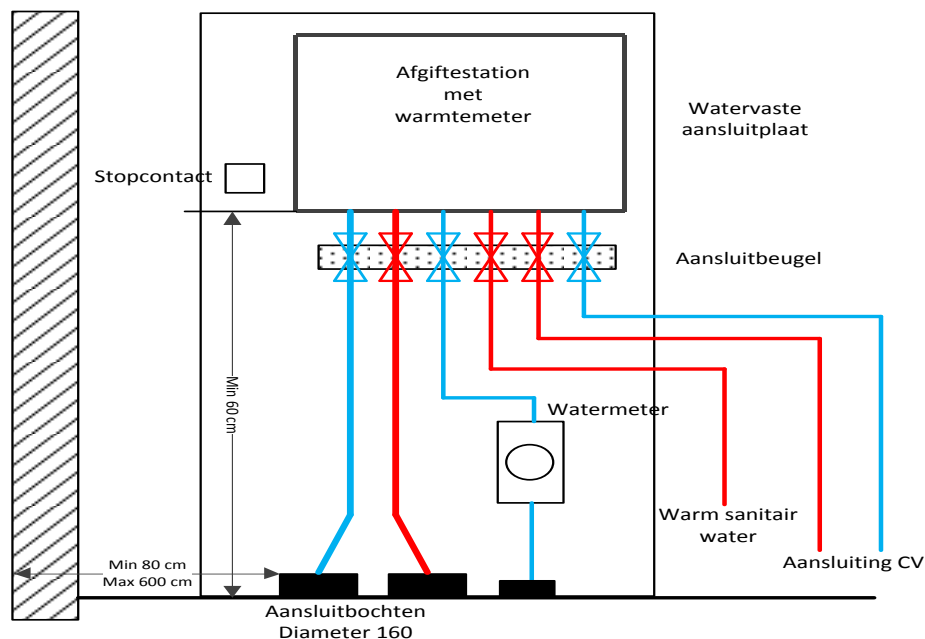 Afgiftestation
met
warmtemeter
Watervaste
aansluitplaat
Stopcontact
Aansluitbeugel
Min 60 cm
Watermeter
Warm sanitair
water
Aansluiting CV
Min 80 cm
Max 600 cm
Aansluitbochten
Diameter 160